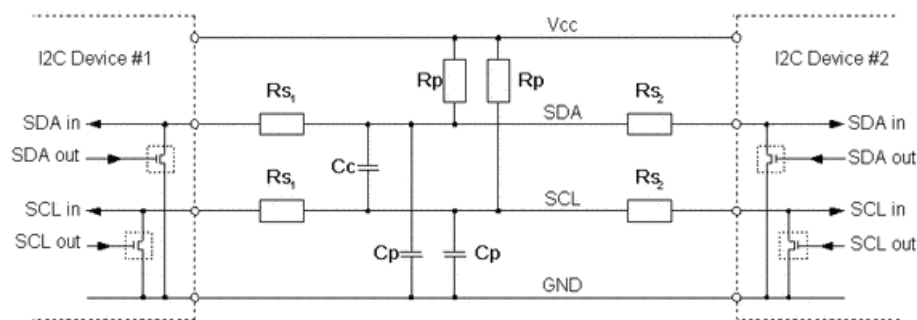 Vcc
I2C Device #1
I2C Device #2
Rp
Rp
Rs1
SDA
Rs2
SDA in
SDA in
SDA out
SDA out
Cc
Rs1
SCL
Rs2
SCL in
SCL in
SCL out
SCL out
Cp
Cp
GND